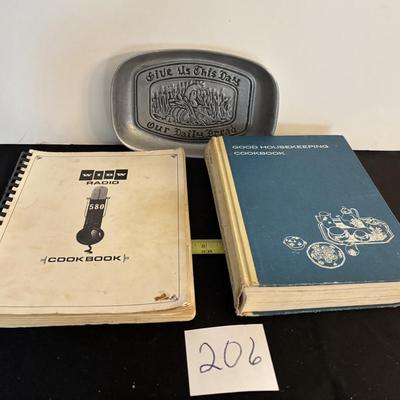 Give Us This Day
Our Daily Bread
WIBW
RADIO
580
COOKBOOK
GOOD HOUSEKEEPING
COOKBOOK
206